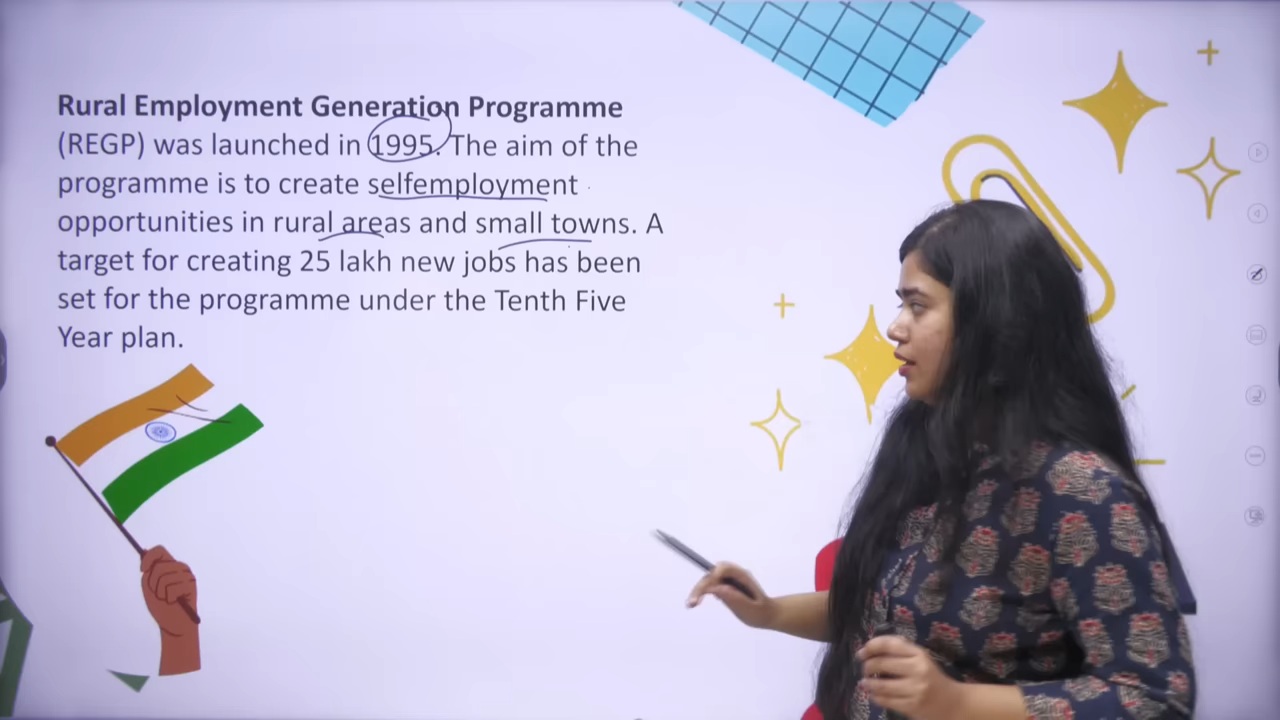 Rural Employment Generation Programme
(REGP) was launched in 1995. The aim of the
programme is to create selfemployment
opportunities in rural areas and small towns. A
target for creating 25 lakh new jobs has been
set for the programme under the Tenth Five
Year plan.